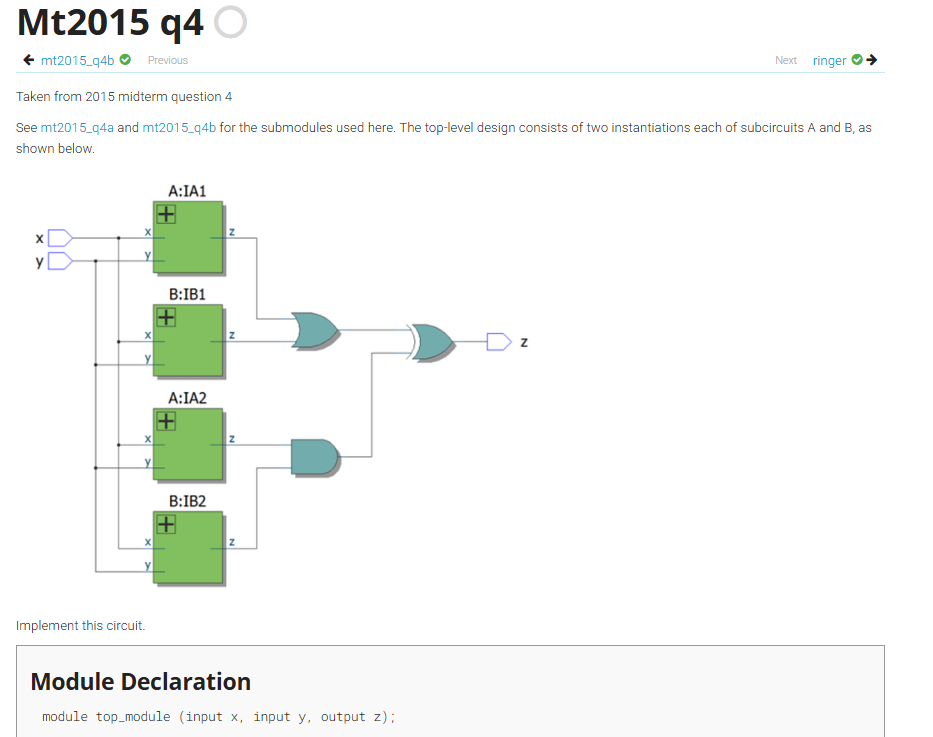 Mt2015 q4
mt2015_q4b Previous
Next ringer
Taken from 2015 midterm question 4
See mt2015_q4a and mt2015_q4b for the submodules used here. The top-level design consists of two instantiations each of subcircuits A and B, as
shown below.
A:IA1
x x z
y y
B:IB1
x z
y
z
A:IA2
x z
y
B:IB2
x z
y
Implement this circuit.
Module Declaration
module top_module (input x, input y, output z);